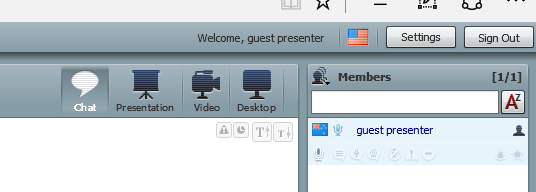 Welcome, guest presenter
Settings
Sign Out
Chat
Presentation
Video
Desktop
Members
[1/1]
A Z
guest presenter
T T